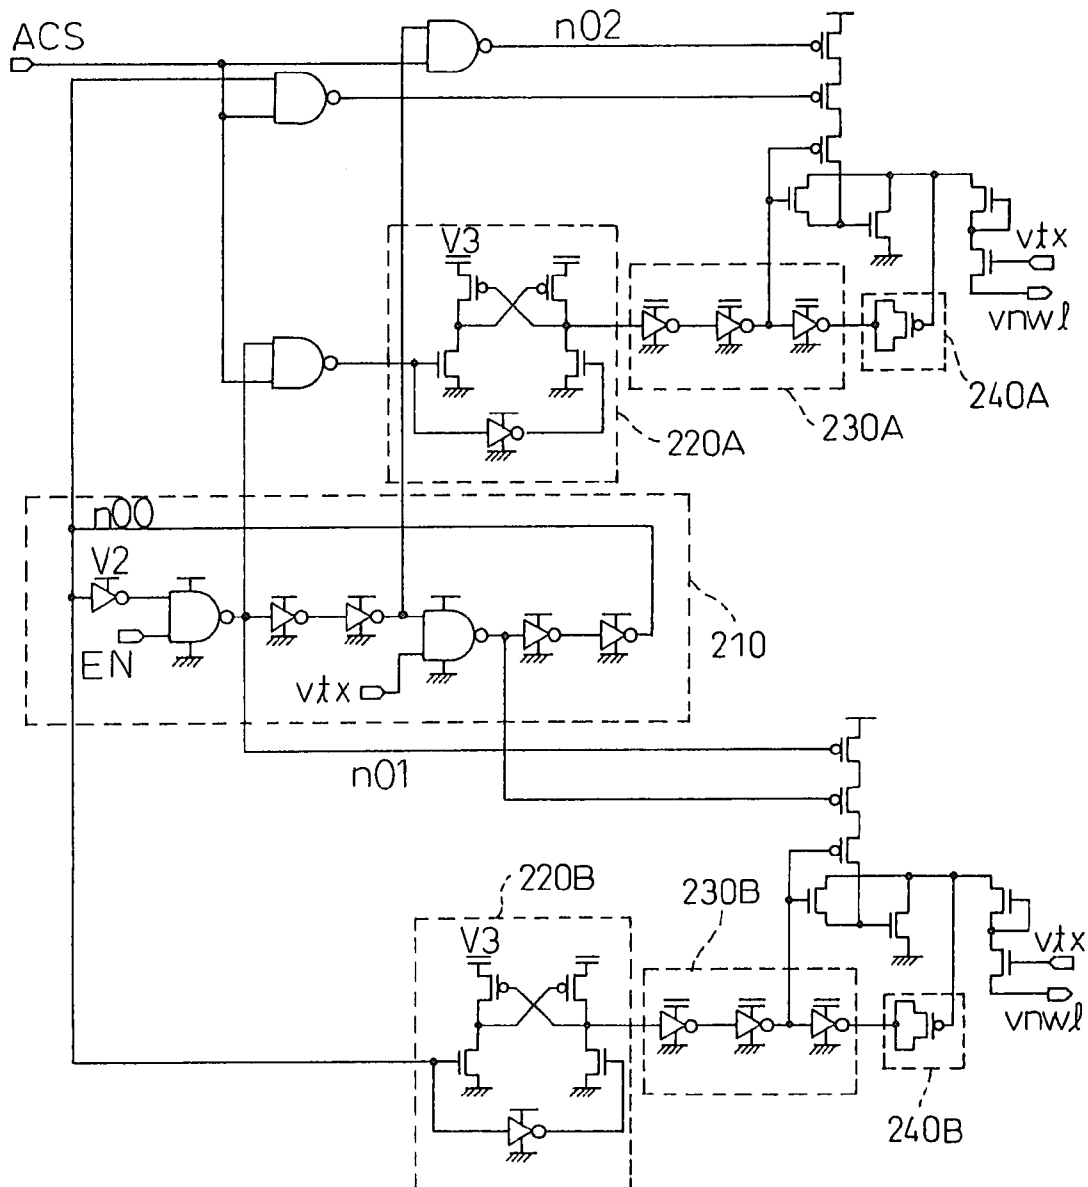 ACS
n02
V3
vtx
vnwl
240A
230A
220A
n00
V2
EN
vtx
210
n01
220B
230B
V3
vtx
vnwl
240B